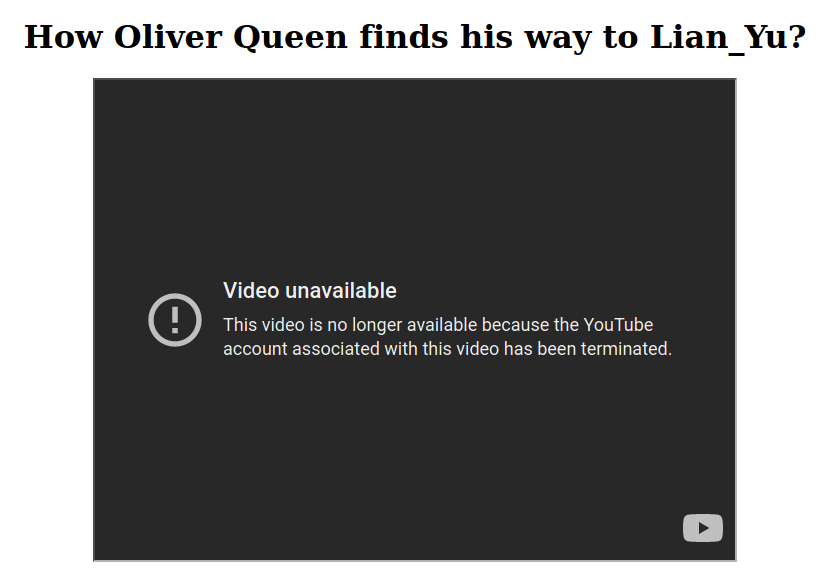 How Oliver Queen finds his way to Lian_Yu?
Video unavailable
This video is no longer available because the YouTube
account associated with this video has been terminated.